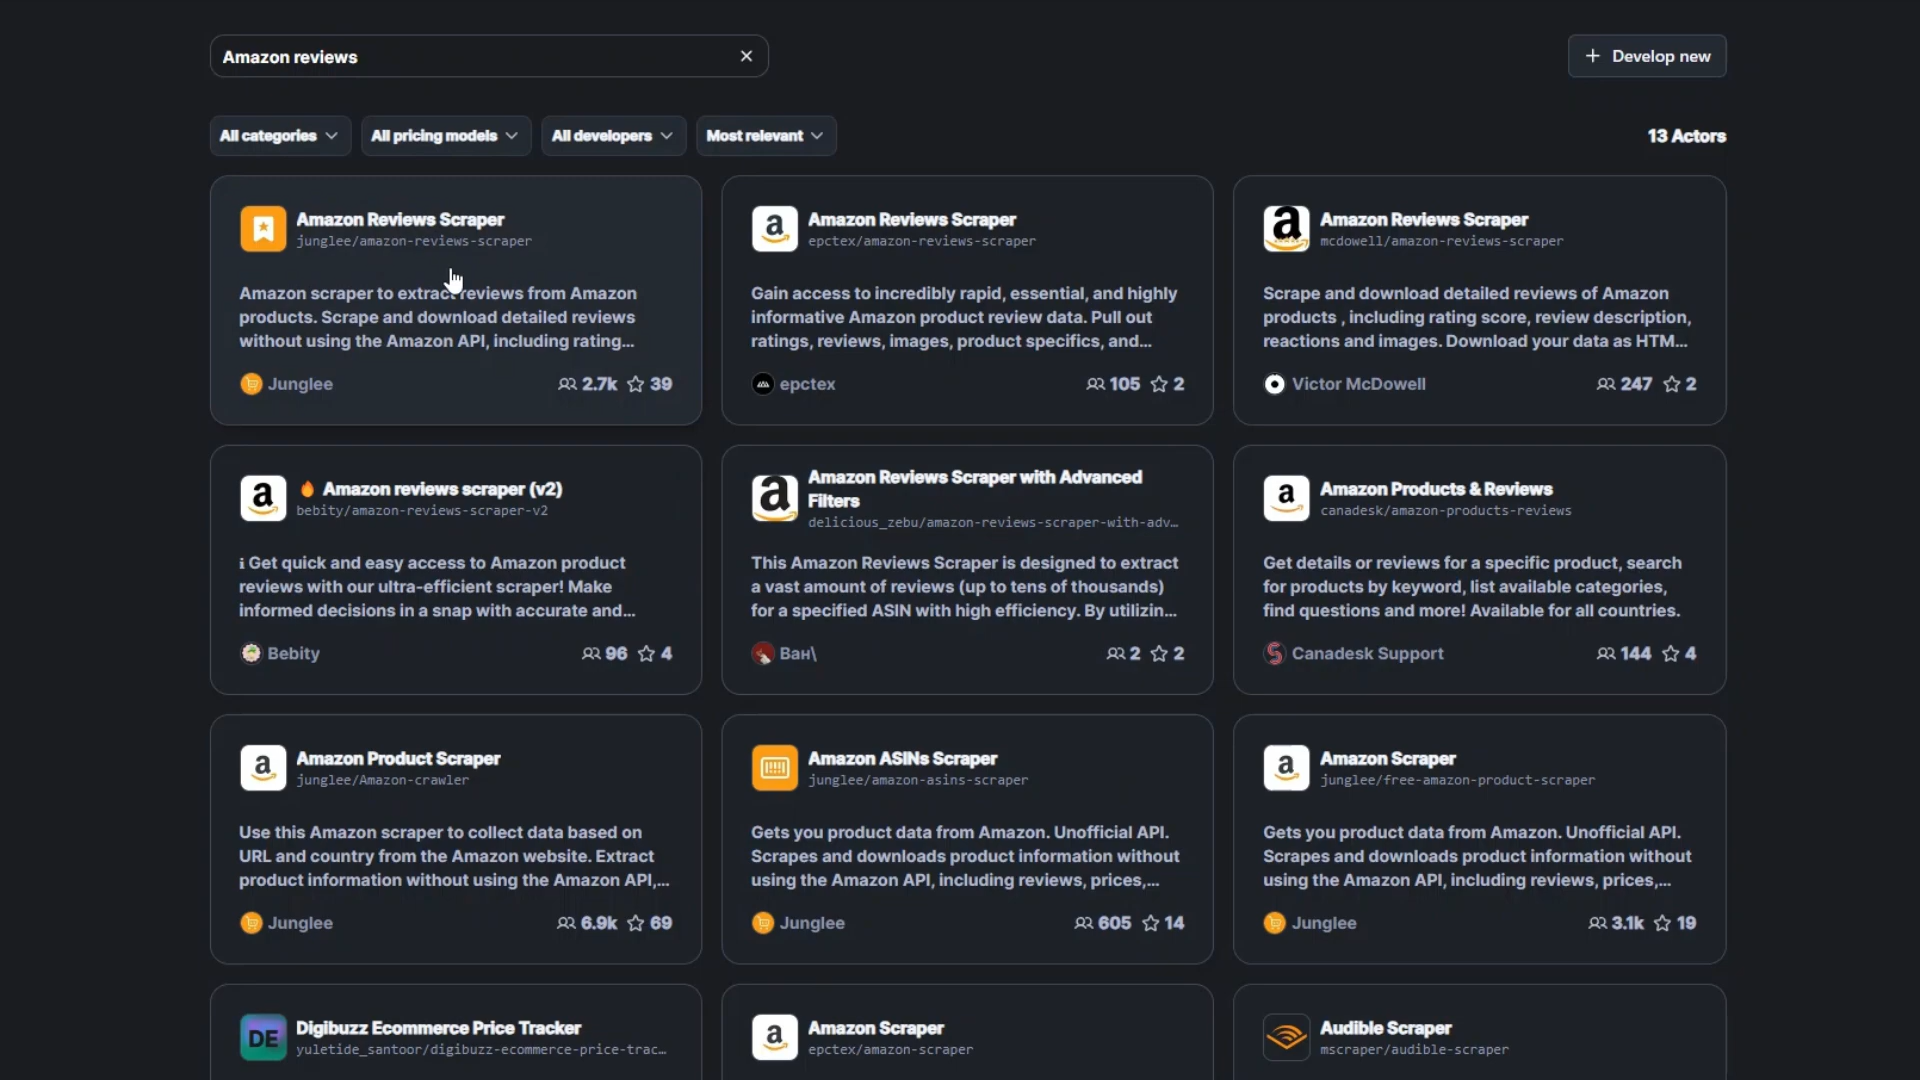 Amazon reviews
Develop new
All categories
All pricing models
All developers
Most relevant
13 Actors
Amazon Reviews Scraper
junglee/amazon-reviews-scraper
Amazon scraper to extract reviews from Amazon
products. Scrape and download detailed reviews
without using the Amazon API, including rating...
Junglee
2.7k
39
Amazon Reviews Scraper
epctex/amazon-reviews-scraper
Gain access to incredibly rapid, essential, and highly
informative Amazon product review data. Pull out
ratings, reviews, images, product specifics, and...
epctex
105
2
Amazon Reviews Scraper
mcdowell/amazon-reviews-scraper
Scrape and download detailed reviews of Amazon
products , including rating score, review description,
reactions and images. Download your data as HTM...
Victor McDowell
247
2
🔥 Amazon reviews scraper (v2)
bebity/amazon-reviews-scraper-v2
ℹ Get quick and easy access to Amazon product
reviews with our ultra-efficient scraper! Make
informed decisions in a snap with accurate and...
Bebity
96
4
Amazon Reviews Scraper with Advanced
Filters
delicious_zebu/amazon-reviews-scraper-with-adv…
This Amazon Reviews Scraper is designed to extract
a vast amount of reviews (up to tens of thousands)
for a specified ASIN with high efficiency. By utilizin...
Ван\
2
2
Amazon Products & Reviews
canadesk/amazon-products-reviews
Get details or reviews for a specific product, search
for products by keyword, list available categories,
find questions and more! Available for all countries.
Canadesk Support
144
4
Amazon Product Scraper
junglee/Amazon-crawler
Use this Amazon scraper to collect data based on
URL and country from the Amazon website. Extract
product information without using the Amazon API,...
Junglee
6.9k
69
Amazon ASINs Scraper
junglee/amazon-asins-scraper
Gets you product data from Amazon. Unofficial API.
Scrapes and downloads product information without
using the Amazon API, including reviews, prices,...
Junglee
605
14
Amazon Scraper
junglee/free-amazon-product-scraper
Gets you product data from Amazon. Unofficial API.
Scrapes and downloads product information without
using the Amazon API, including reviews, prices,...
Junglee
3.1k
19
DE
Digibuzz Ecommerce Price Tracker
yuletide_santoor/digibuzz-ecommerce-price-trac…
Amazon Scraper
epctex/amazon-scraper
Audible Scraper
mscraper/audible-scraper